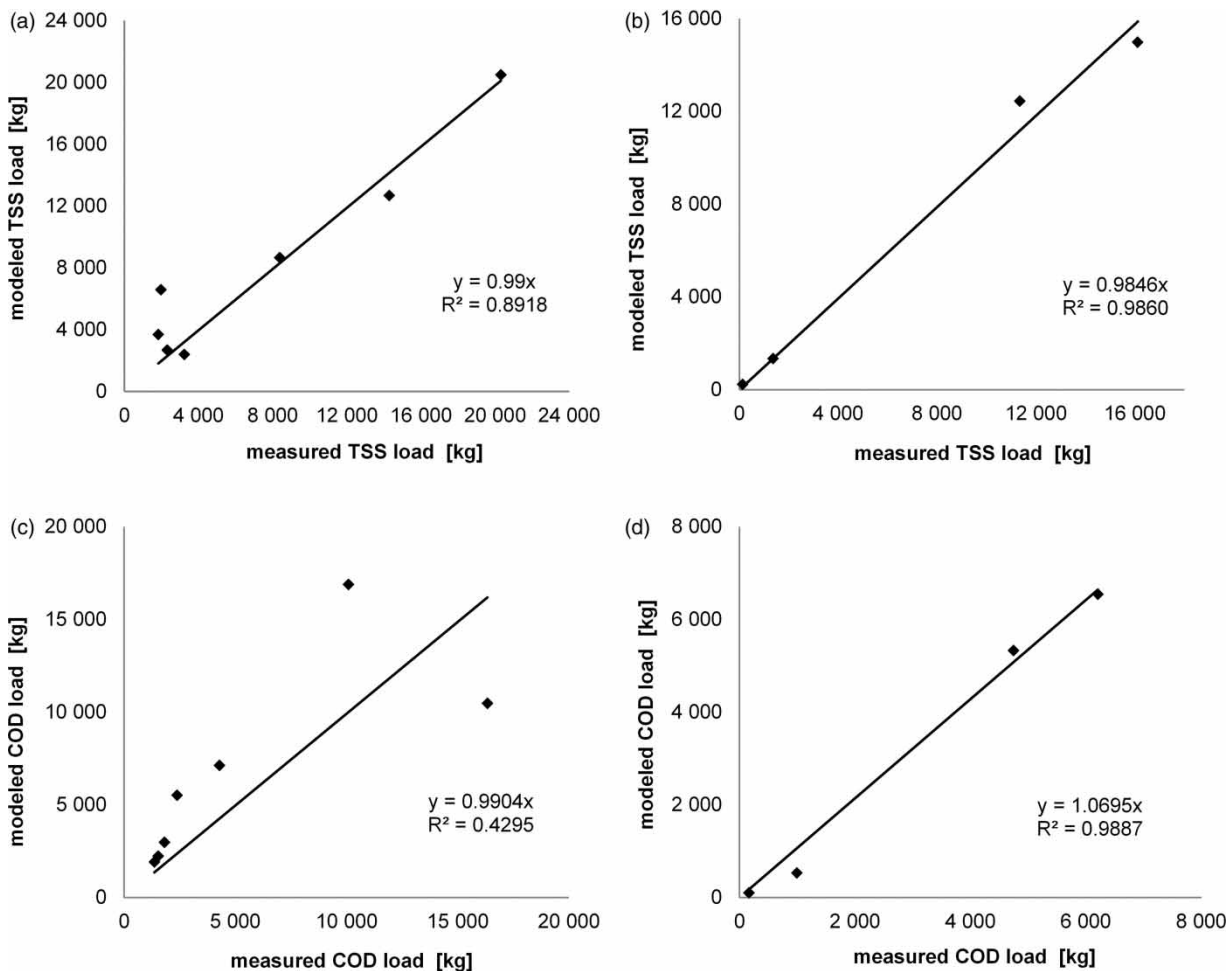 (a)
24 000
20 000
16 000
12 000
8 000
4 000
0
modeled TSS load [kg]
y = 0.99x
R² = 0.8918
0 4 000 8 000 12 000 16 000 20 000 24 000
measured TSS load [kg]
(b)
16 000
12 000
8 000
4 000
0
modeled TSS load [kg]
y = 0.9846x
R² = 0.9860
0 4 000 8 000 12 000 16 000
measured TSS load [kg]
(c)
20 000
15 000
10 000
5 000
0
modeled COD load [kg]
y = 0.9904x
R² = 0.4295
0 5 000 10 000 15 000 20 000
measured COD load [kg]
(d)
8 000
6 000
4 000
2 000
0
modeled COD load [kg]
y = 1.0695x
R² = 0.9887
0 2 000 4 000 6 000 8 000
measured COD load [kg]